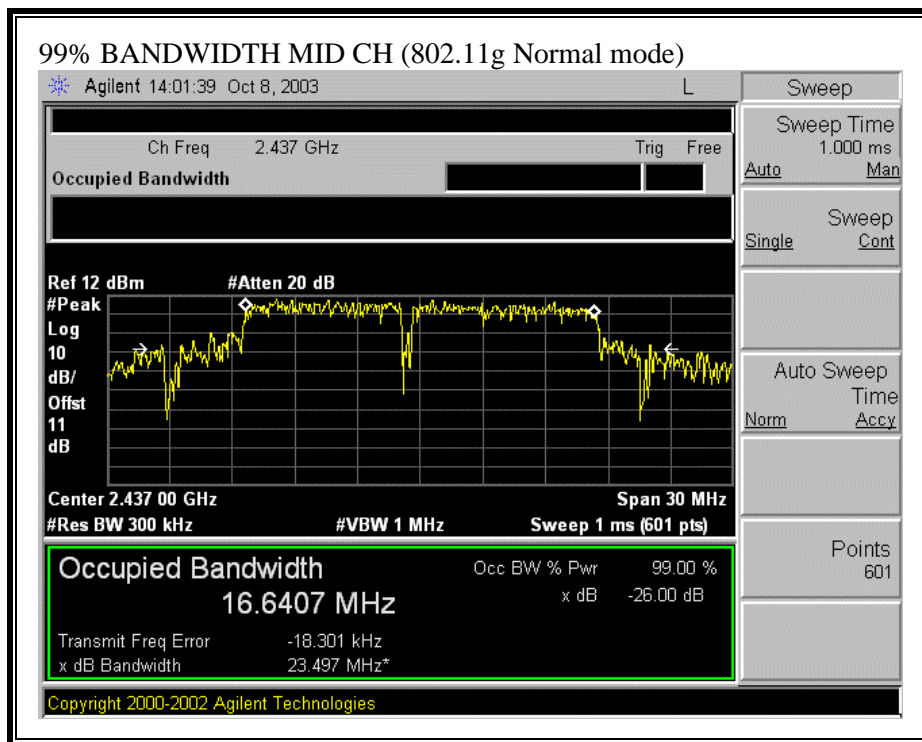 99% BANDWIDTH MID CH (802.11g Normal mode)
Agilent 14:01:39 Oct 8, 2003 L
Sweep
Ch Freq 2.437 GHz Trig Free
Occupied Bandwidth
Sweep Time
1.000 ms
Auto Man
Sweep
Single Cont
Ref 12 dBm #Atten 20 dB
#Peak
Log
10
dB/
Offst
11
dB
Auto Sweep
Time
Norm Accy
Center 2.437 00 GHz Span 30 MHz
#Res BW 300 kHz #VBW 1 MHz Sweep 1 ms (601 pts)
Points
601
Occupied Bandwidth Occ BW % Pwr 99.00 %
16.6407 MHz x dB -26.00 dB
Transmit Freq Error -18.301 kHz
x dB Bandwidth 23.497 MHz*
Copyright 2000-2002 Agilent Technologies